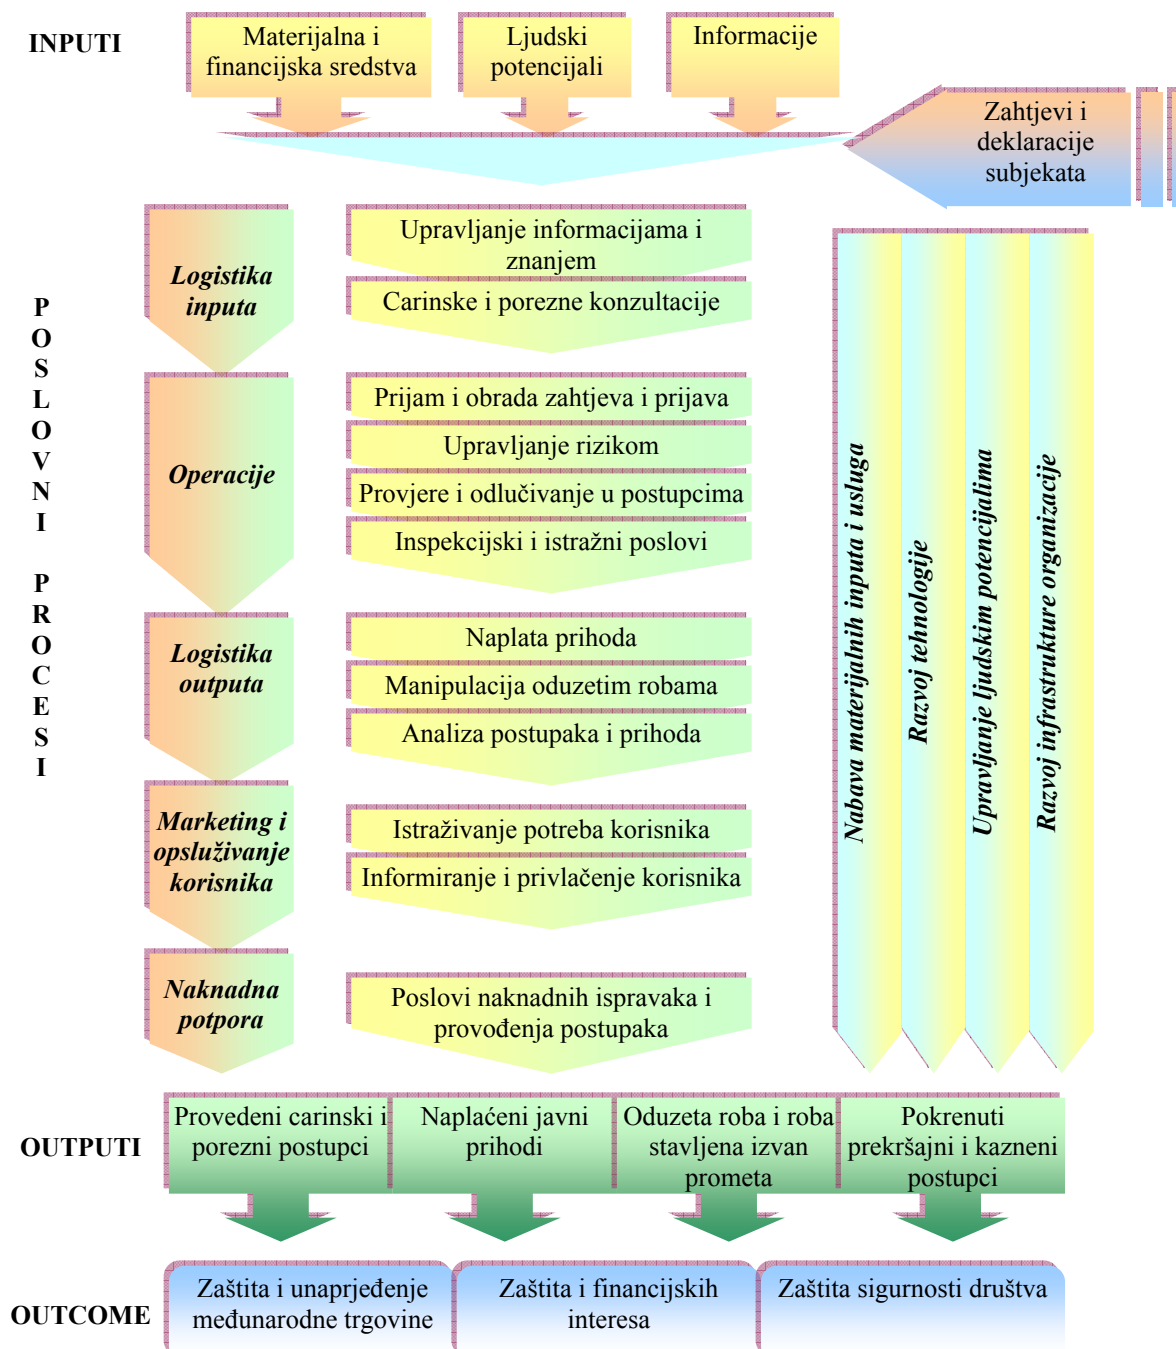 INPUTI
Materijalna i
financijska sredstva
Ljudski
potencijali
Informacije
Zahtjevi i
deklaracije
subjekata
POSLOVNI PROCESI
Logistika
inputa
Upravljanje informacijama i
znanjem
Carinske i porezne konzultacije
Operacije
Prijam i obrada zahtjeva i prijava
Upravljanje rizikom
Provjere i odlučivanje u postupcima
Inspekcijski i istražni poslovi
Logistika
outputa
Naplata prihoda
Manipulacija oduzetim robama
Analiza postupaka i prihoda
Marketing i
opsluživanje
korisnika
Istraživanje potreba korisnika
Informiranje i privlačenje korisnika
Naknadna
potpora
Poslovi naknadnih ispravaka i
provođenja postupaka
Nabava materijalnih inputa i usluga
Razvoj tehnologije
Upravljanje ljudskim potencijalima
Razvoj infrastrukture organizacije
OUTPUTI
Provedeni carinski i
porezni postupci
Naplaćeni javni
prihodi
Oduzeta roba i roba
stavljena izvan
prometa
Pokrenuti
prekršajni i kazneni
postupci
OUTCOME
Zaštita i unaprjeđenje
međunarodne trgovine
Zaštita i financijskih
interesa
Zaštita sigurnosti društva